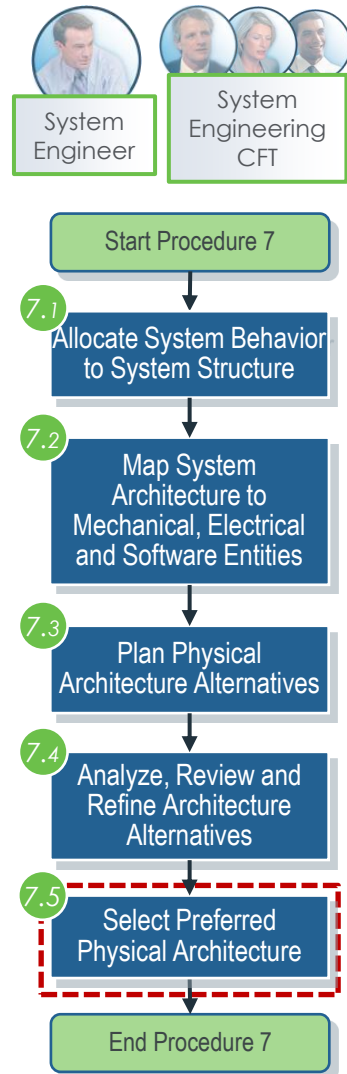 System
Engineer
System
Engineering
CFT
Start Procedure 7
7.1
Allocate System Behavior
to System Structure
7.2
Map System
Architecture to
Mechanical, Electrical
and Software Entities
7.3
Plan Physical
Architecture Alternatives
7.4
Analyze, Review and
Refine Architecture
Alternatives
7.5
Select Preferred
Physical Architecture
End Procedure 7